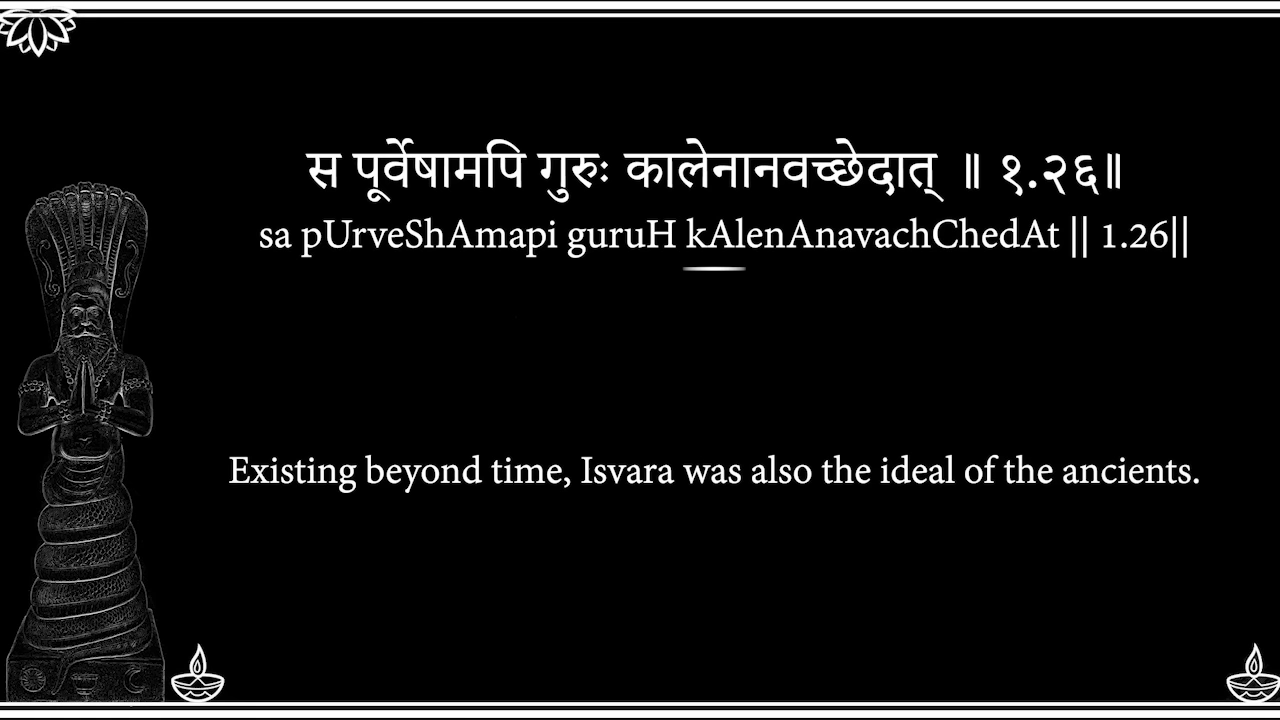 स पूर्वेषामपि गुरुः कालेनानवच्छेदात् ॥ १.२६॥
sa pUrveShAmapi guruH kAlenAnavachChedAt || 1.26||
Existing beyond time, Isvara was also the ideal of the ancients.